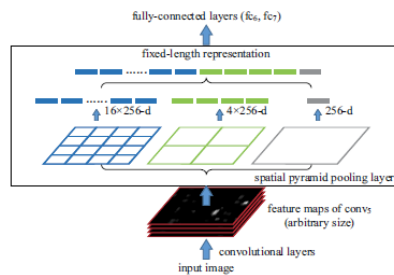 fully-connected layers (fc₆, fc₇)
fixed-length representation
......
......
16×256-d
4×256-d
256-d
spatial pyramid pooling layer
feature maps of conv₅
(arbitrary size)
convolutional layers
input image